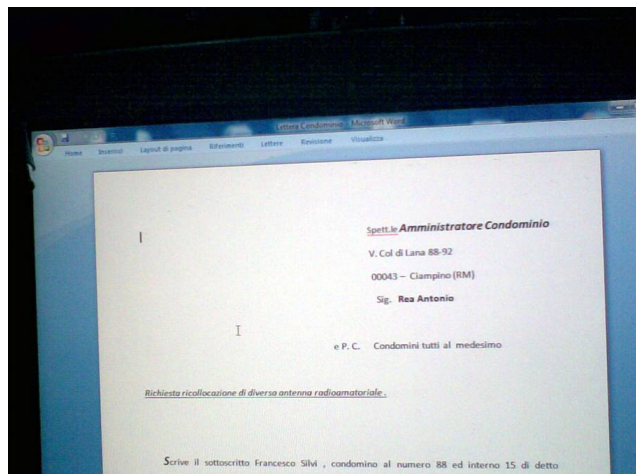 Lettera Condominio - Microsoft Word
Home Inserisci Layout di pagina Riferimenti Lettere Revisione Visualizza
Spett.le Amministratore Condominio
V. Col di Lana 88-92
00043 – Ciampino (RM)
Sig. Rea Antonio
e P. C. Condomini tutti al medesimo
Richiesta ricollocazione di diversa antenna radioamatoriale .
Scrive il sottoscritto Francesco Silvi , condomino al numero 88 ed interno 15 di detto